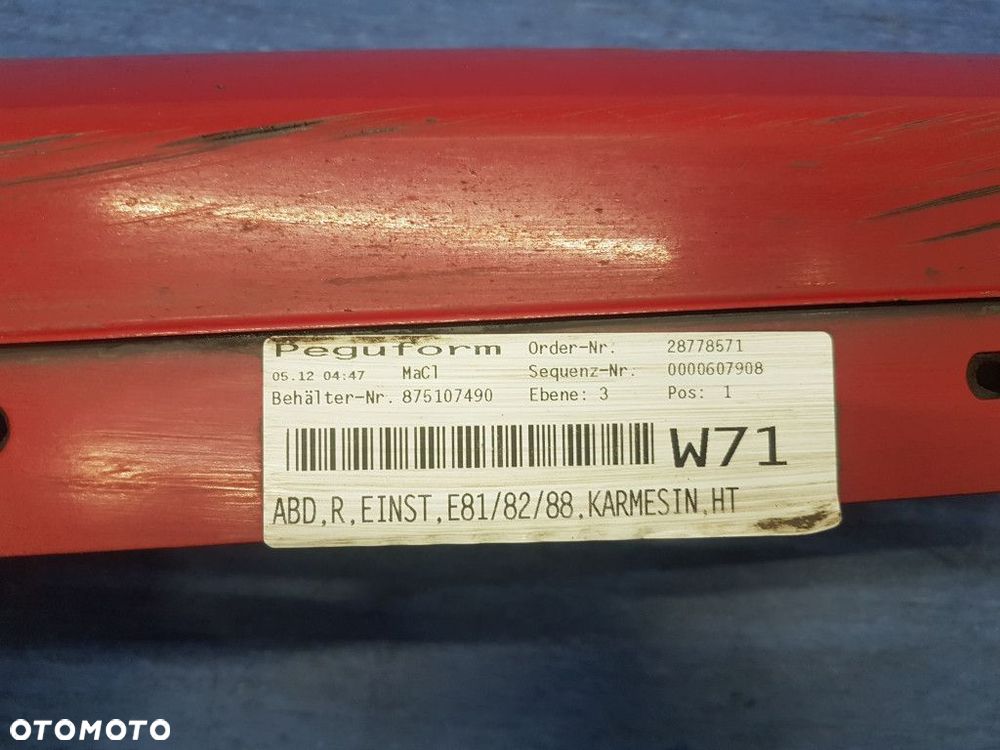 Peguform Order-Nr. 28778571
05.12 04:47 MaCl Sequenz-Nr. 0000607908
Behälter-Nr. 875107490 Ebene: 3 Pos: 1
W71
ABD,R,EINST,E81/82/88,KARMESIN,HT
OTOMOTO